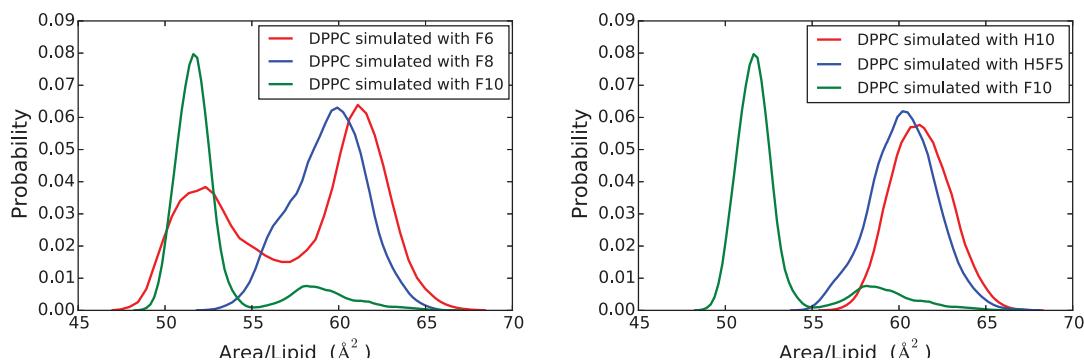 0.09
0.08
0.07
0.06
0.05
0.04
0.03
0.02
0.01
0.00
Probability
DPPC simulated with F6
DPPC simulated with F8
DPPC simulated with F10
45 50 55 60 65 70
Area/Lipid (Å²)
0.09
0.08
0.07
0.06
0.05
0.04
0.03
0.02
0.01
0.00
Probability
DPPC simulated with H10
DPPC simulated with H5F5
DPPC simulated with F10
45 50 55 60 65 70
Area/Lipid (Å²)